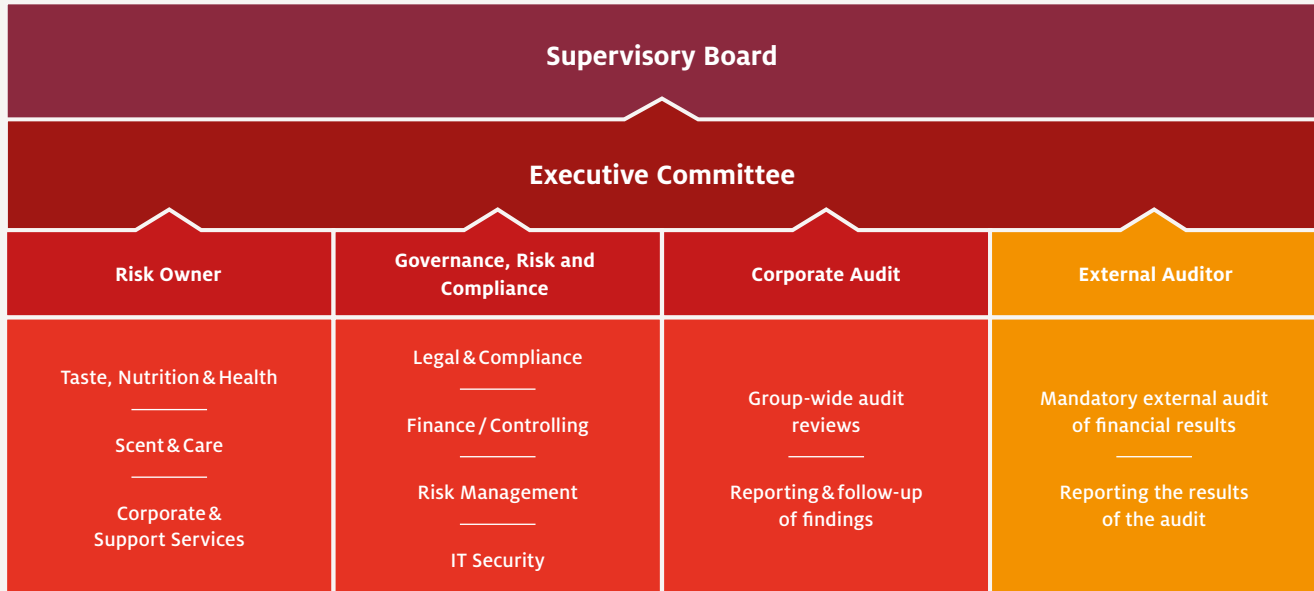 Supervisory Board
Executive Committee
Risk Owner
Governance, Risk and
Compliance
Corporate Audit
External Auditor
Taste, Nutrition & Health
Scent & Care
Corporate &
Support Services
Legal & Compliance
Finance / Controlling
Risk Management
IT Security
Group-wide audit
reviews
Reporting & follow-up
of findings
Mandatory external audit
of financial results
Reporting the results
of the audit